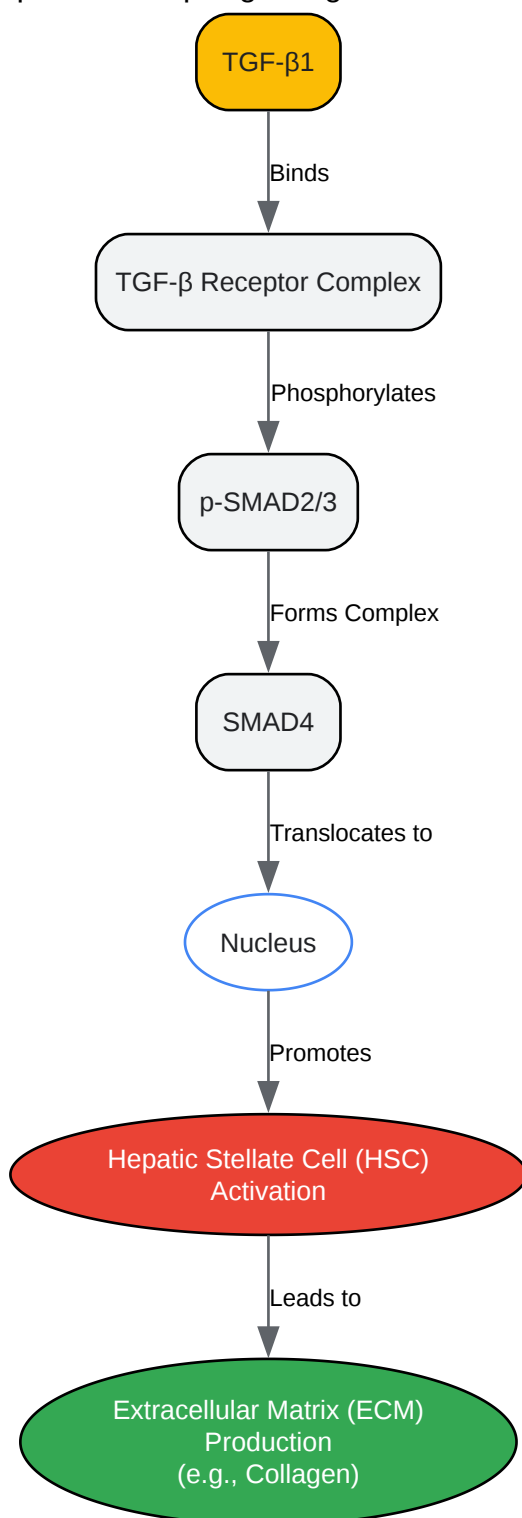 TGF-β1
Binds
TGF-β Receptor Complex
Phosphorylates
p-SMAD2/3
Forms Complex
SMAD4
Translocates to
Nucleus
Promotes
Hepatic Stellate Cell (HSC)
Activation
Leads to
Extracellular Matrix (ECM)
Production
(e.g., Collagen)